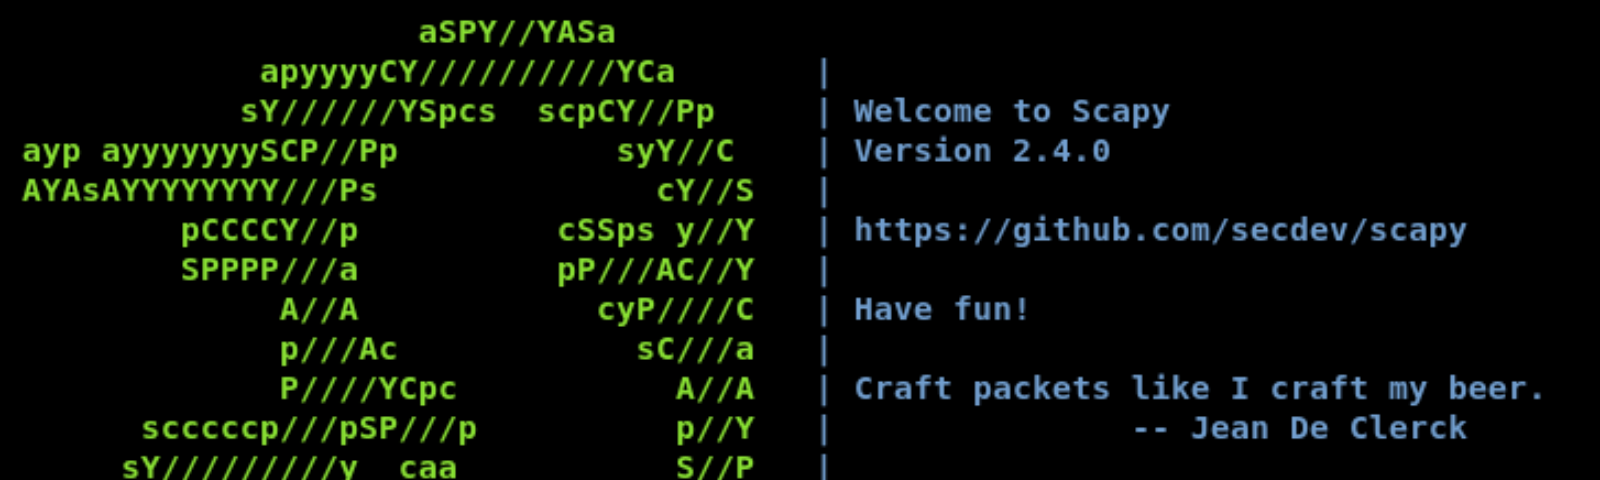 aSPY//YASa
            apyyyyCY//////////YCa       |
           sY//////YSpcs  scpCY//Pp     | Welcome to Scapy
ayp ayyyyyyySCP//Pp           syY//C    | Version 2.4.0
AYAsAYYYYYYYY///Ps              cY//S   |
        pCCCCY//p          cSSps y//Y   | https://github.com/secdev/scapy
        SPPPP///a          pP///AC//Y   |
             A//A            cyP////C   | Have fun!
             p///Ac            sC///a   |
             P////YCpc           A//A   | Craft packets like I craft my beer.
      scccccp///pSP///p          p//Y   |               -- Jean De Clerck
     sY/////////y  caa           S//P   |